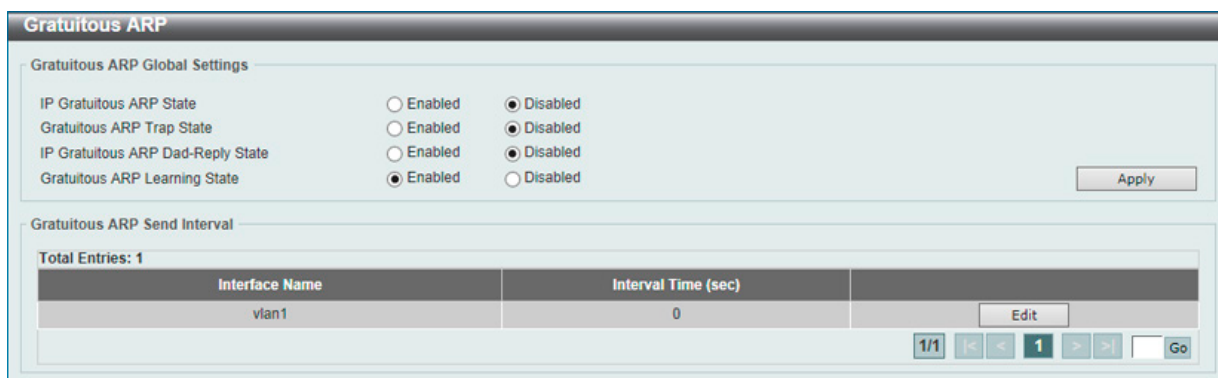 Gratuitous ARP
Gratuitous ARP Global Settings
IP Gratuitous ARP State Enabled Disabled
Gratuitous ARP Trap State Enabled Disabled
IP Gratuitous ARP Dad-Reply State Enabled Disabled
Gratuitous ARP Learning State Enabled Disabled Apply
Gratuitous ARP Send Interval
Total Entries: 1
Interface Name Interval Time (sec)
vlan1 0 Edit
1/1 |< < 1 > >| Go